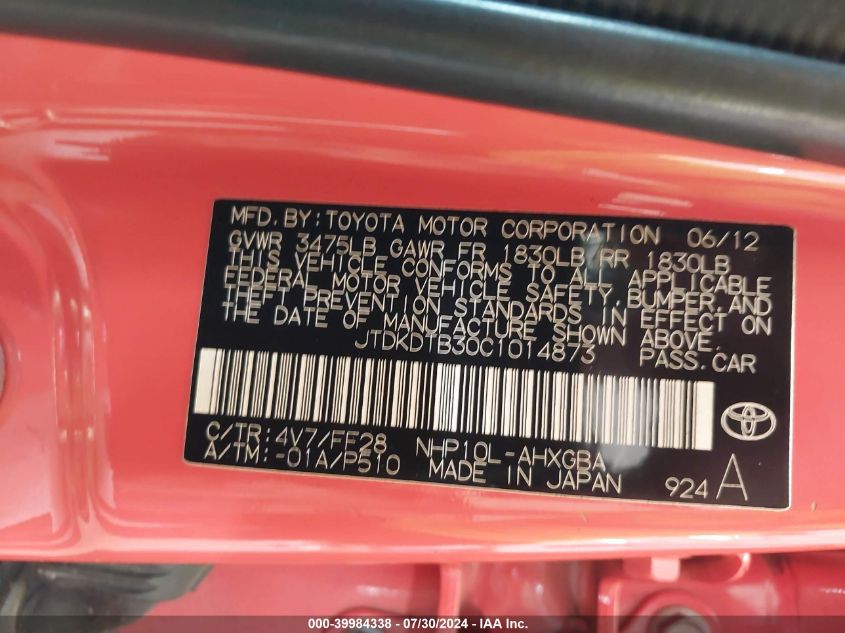 MFD. BY: TOYOTA MOTOR CORPORATION 06/12
GVWR 3475LB GAWR FR 1830LB RR 1830LB
THIS VEHICLE CONFORMS TO ALL APPLICABLE
FEDERAL MOTOR VEHICLE SAFETY, BUMPER, AND
THEFT PREVENTION STANDARDS IN EFFECT ON
THE DATE OF MANUFACTURE SHOWN ABOVE.
JTDKDTB30C1014873 PASS. CAR
C/TR: 4V7/FF28 NHP10L-AHXGBA
A/TM: -01A/P510 MADE IN JAPAN 924 A
000-39984338 - 07/30/2024 - IAA Inc.